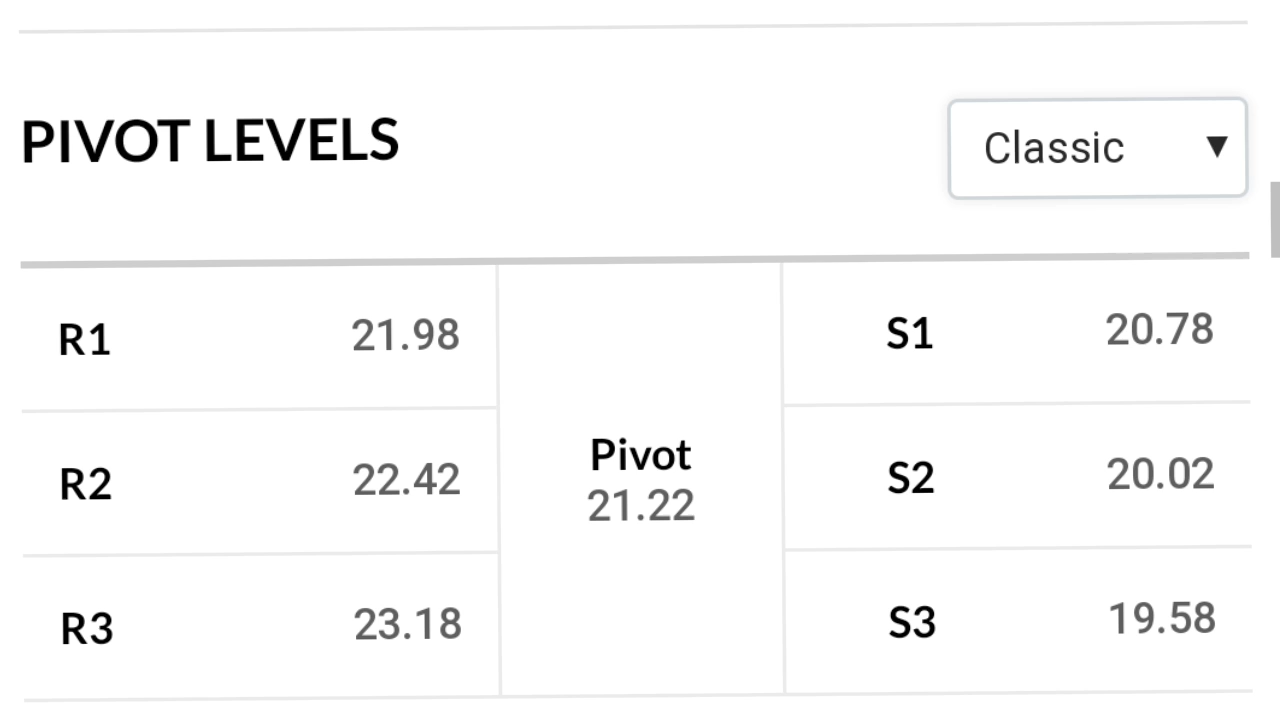 PIVOT LEVELS
Classic
R1 21.98
R2 22.42
R3 23.18
Pivot
21.22
S1 20.78
S2 20.02
S3 19.58